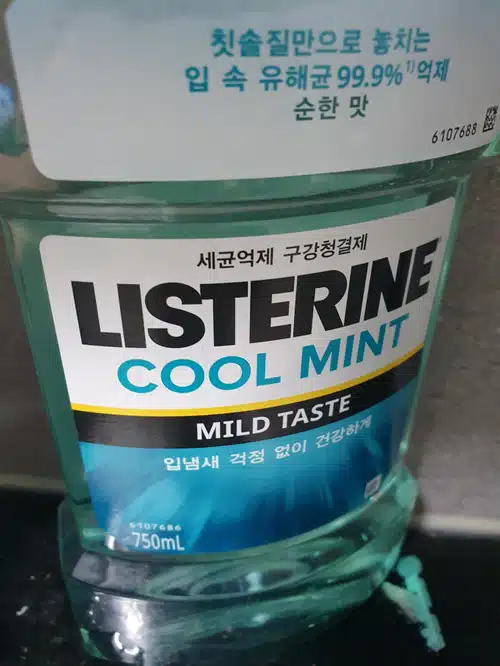 칫솔질만으로 놓치는
입 속 유해균 99.9%¹⁾억제
순한 맛
6107688
세균억제 구강청결제
LISTERINE
COOL MINT
MILD TASTE
입냄새 걱정 없이 건강하게
6107686
750mL